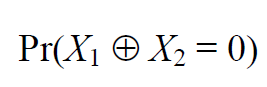 Pr(X₁ ⊕ X₂ = 0)